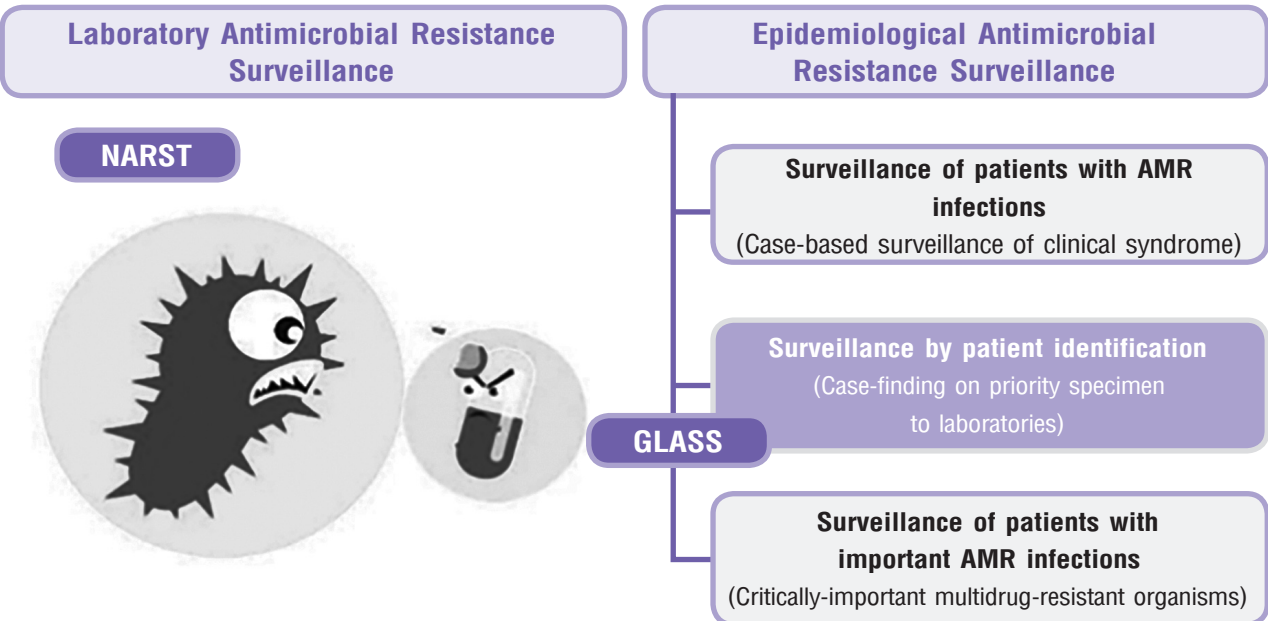 Laboratory Antimicrobial Resistance
Surveillance
NARST
Epidemiological Antimicrobial
Resistance Surveillance
Surveillance of patients with AMR
infections
(Case-based surveillance of clinical syndrome)
Surveillance by patient identification
(Case-finding on priority specimen
to laboratories)
GLASS
Surveillance of patients with
important AMR infections
(Critically-important multidrug-resistant organisms)